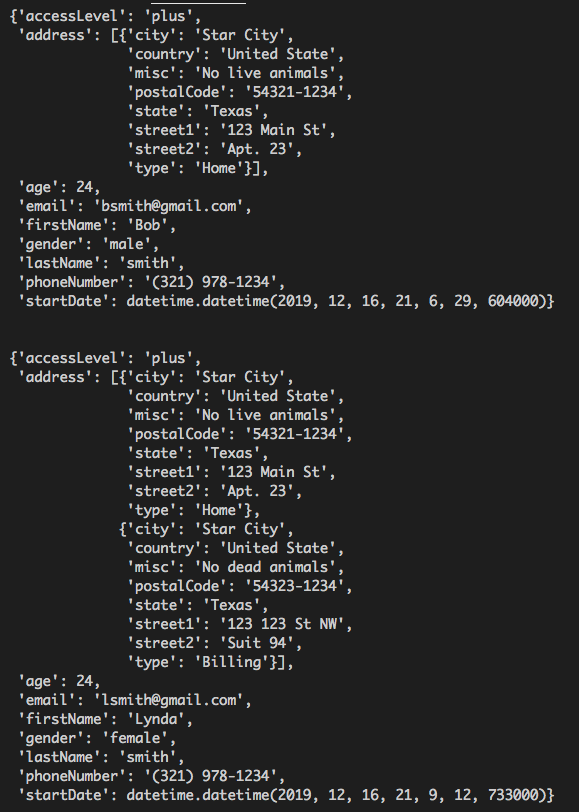 {'accessLevel': 'plus',
 'address': [{'city': 'Star City',
              'country': 'United State',
              'misc': 'No live animals',
              'postalCode': '54321-1234',
              'state': 'Texas',
              'street1': '123 Main St',
              'street2': 'Apt. 23',
              'type': 'Home'}],
 'age': 24,
 'email': 'bsmith@gmail.com',
 'firstName': 'Bob',
 'gender': 'male',
 'lastName': 'smith',
 'phoneNumber': '(321) 978-1234',
 'startDate': datetime.datetime(2019, 12, 16, 21, 6, 29, 604000)}
{'accessLevel': 'plus',
 'address': [{'city': 'Star City',
              'country': 'United State',
              'misc': 'No live animals',
              'postalCode': '54321-1234',
              'state': 'Texas',
              'street1': '123 Main St',
              'street2': 'Apt. 23',
              'type': 'Home'},
             {'city': 'Star City',
              'country': 'United State',
              'misc': 'No dead animals',
              'postalCode': '54323-1234',
              'state': 'Texas',
              'street1': '123 123 St NW',
              'street2': 'Suit 94',
              'type': 'Billing'}],
 'age': 24,
 'email': 'lsmith@gmail.com',
 'firstName': 'Lynda',
 'gender': 'female',
 'lastName': 'smith',
 'phoneNumber': '(321) 978-1234',
 'startDate': datetime.datetime(2019, 12, 16, 21, 9, 12, 733000)}